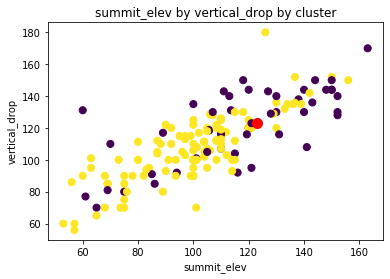 summit_elev by vertical_drop by cluster
180
160
140
120
100
80
60
vertical_drop
60 80 100 120 140 160
summit_elev